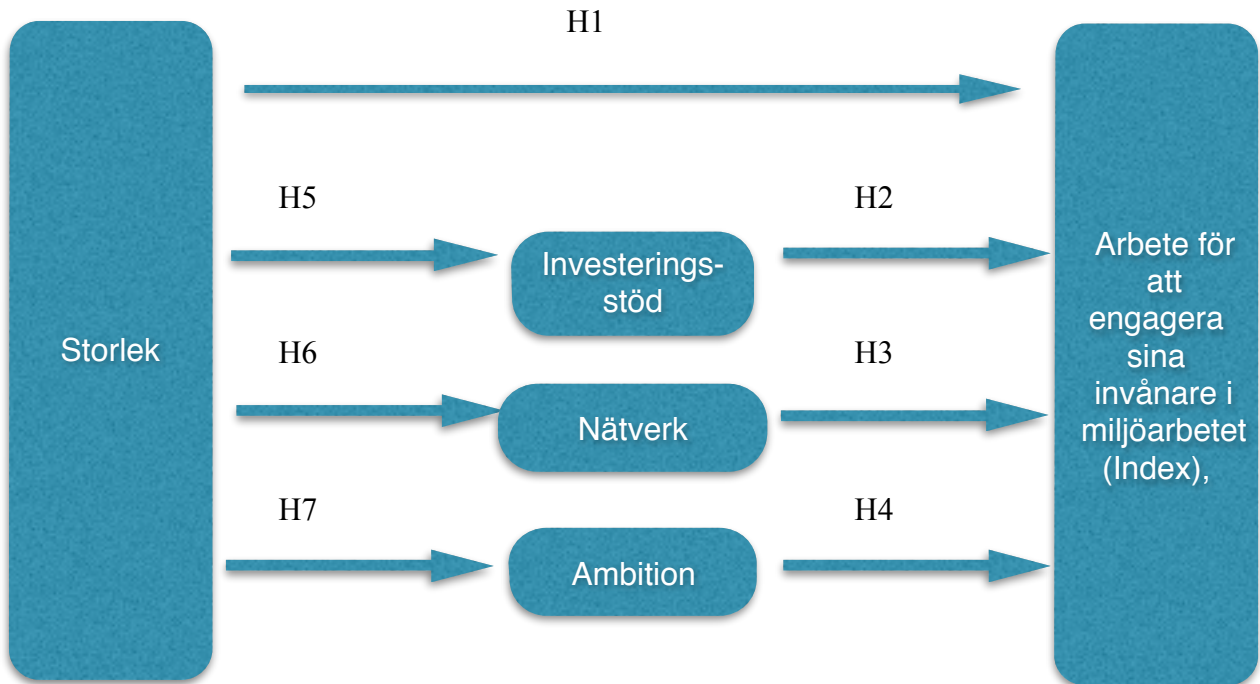 H1
H5
H2
Investerings-
stöd
Arbete för
att
engagera
sina
invånare i
miljöarbetet
(Index),
Storlek
H6
H3
Nätverk
H7
H4
Ambition